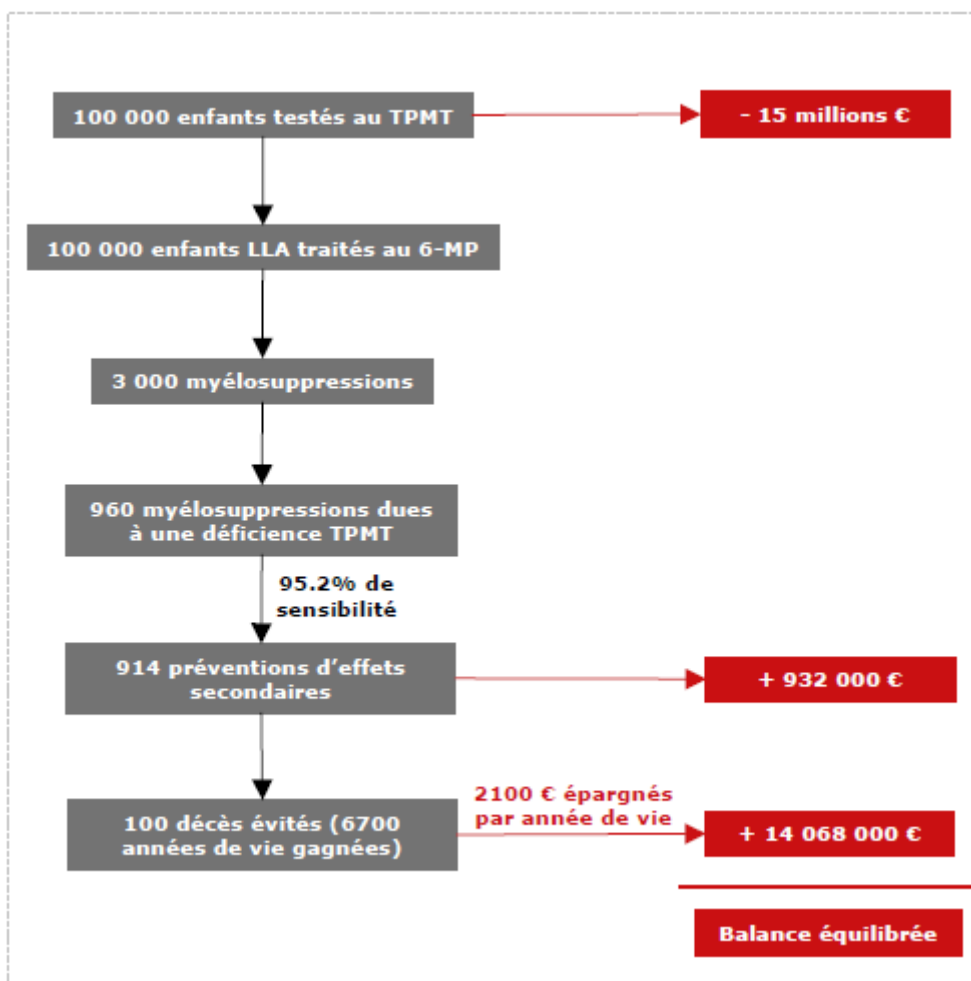 100 000 enfants testés au TPMT
- 15 millions €
100 000 enfants LLA traités au 6-MP
3 000 myélosuppressions
960 myélosuppressions dues
à une déficience TPMT
95.2% de
sensibilité
914 préventions d’effets
secondaires
+ 932 000 €
100 décès évités (6700
années de vie gagnées)
2100 € épargnés
par année de vie
+ 14 068 000 €
Balance équilibrée